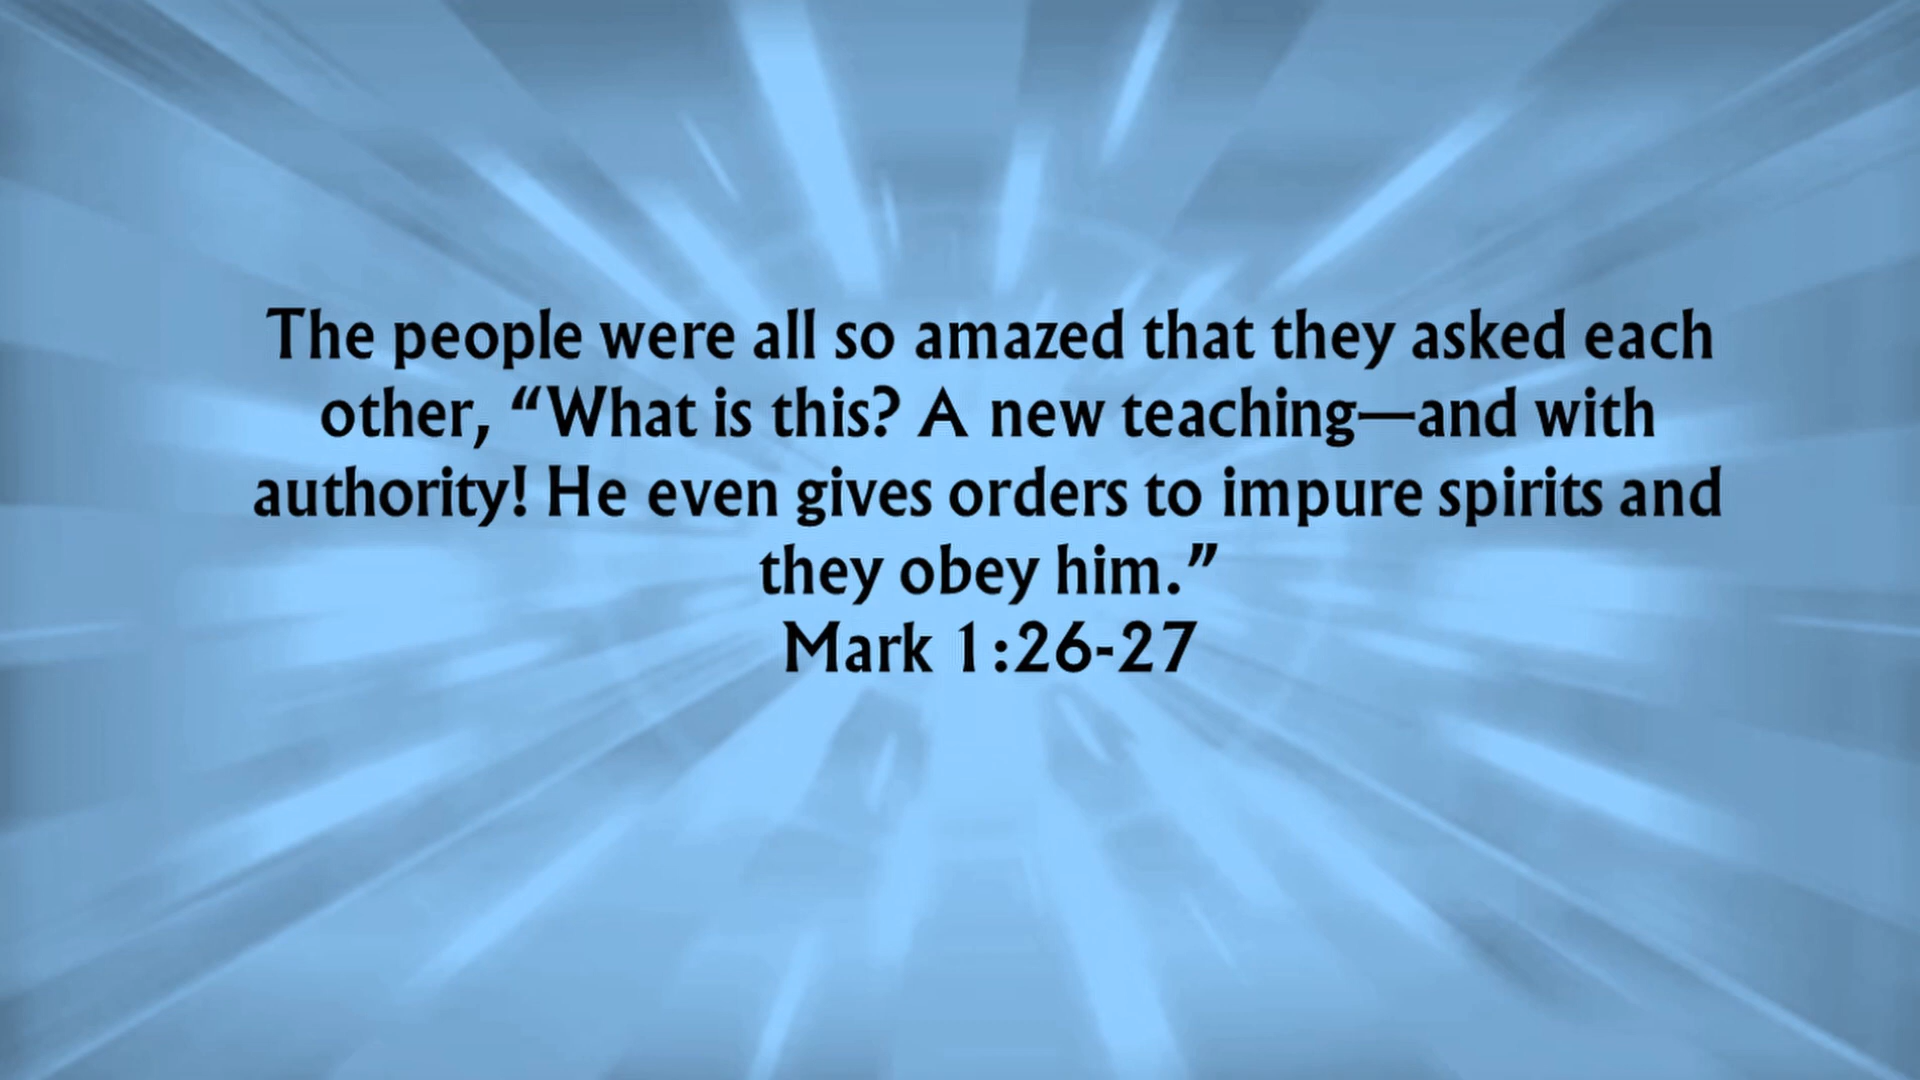 The people were all so amazed that they asked each
other, “What is this? A new teaching—and with
authority! He even gives orders to impure spirits and
they obey him.”
Mark 1:26-27